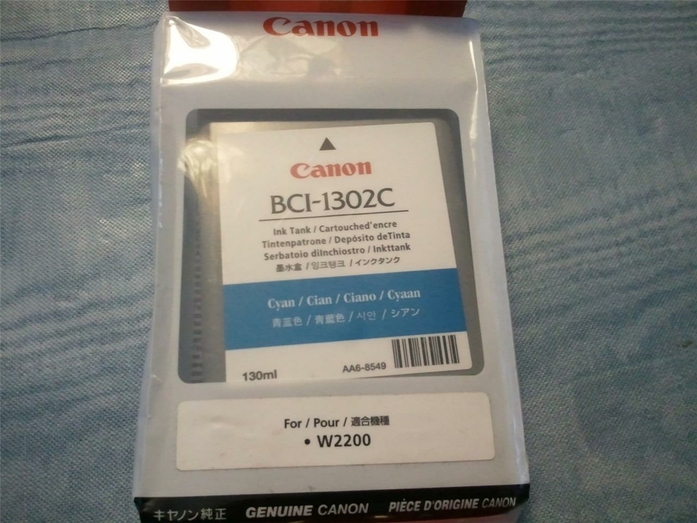 Canon
Canon
BCI-1302C
Ink Tank / Cartouched'encre
Tintenpatrone / Depósito deTinta
Serbatoio diInchiostro / Inkttank
墨水盒 / 잉크탱크 / インクタンク
Cyan / Cian / Ciano / Cyaan
青蓝色 / 青藍色 / 시안 / シアン
130ml
AA6-8549
For / Pour / 適合機種
• W2200
キヤノン純正 GENUINE CANON PIÈCE D'ORIGINE CANON